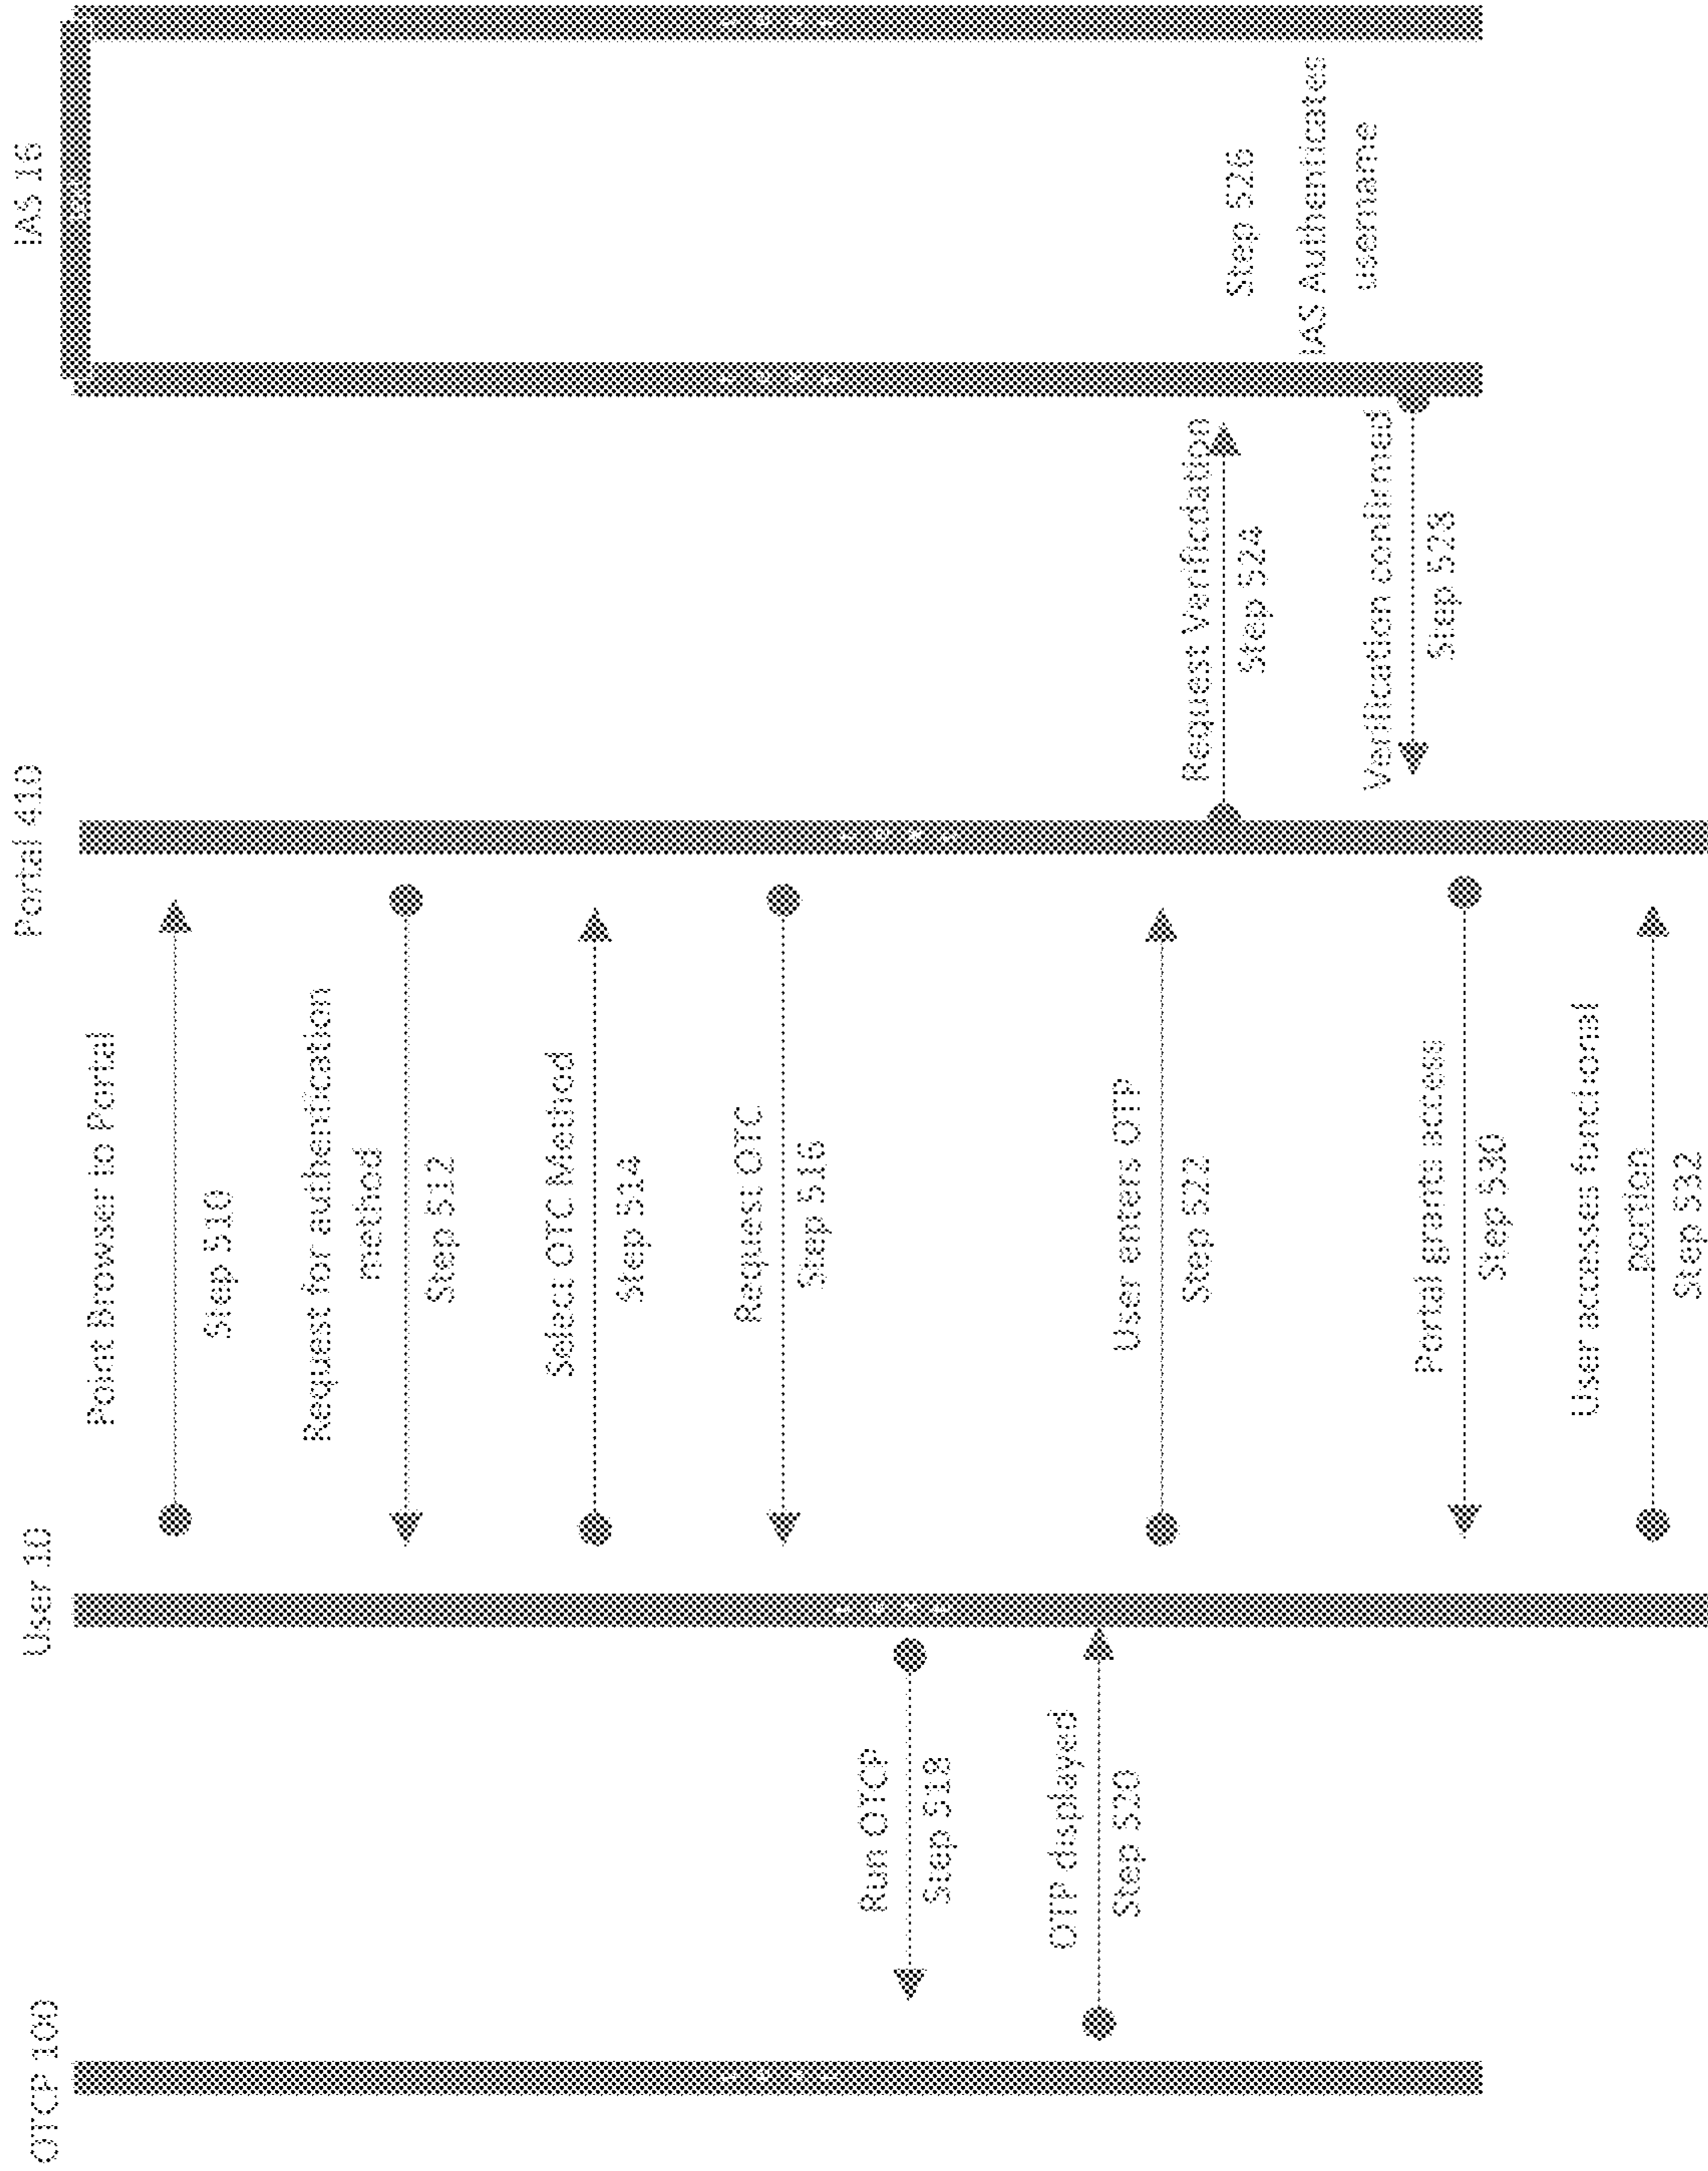 OTCP 100
User 10
Portal 410
IAS 16
Point Browser to Portal
Step 510
Request for authentication
method
Step 512
Select OTC Method
Step 514
Request OTC
Step 516
Run OTCP
Step 518
OTP displayed
Step 520
User enters OTP
Step 522
Request Verification
Step 524
Step 526
IAS Authenticates
username
Verification confirmed
Step 528
Portal grants access
Step 530
User accesses functional
portion
Step 532